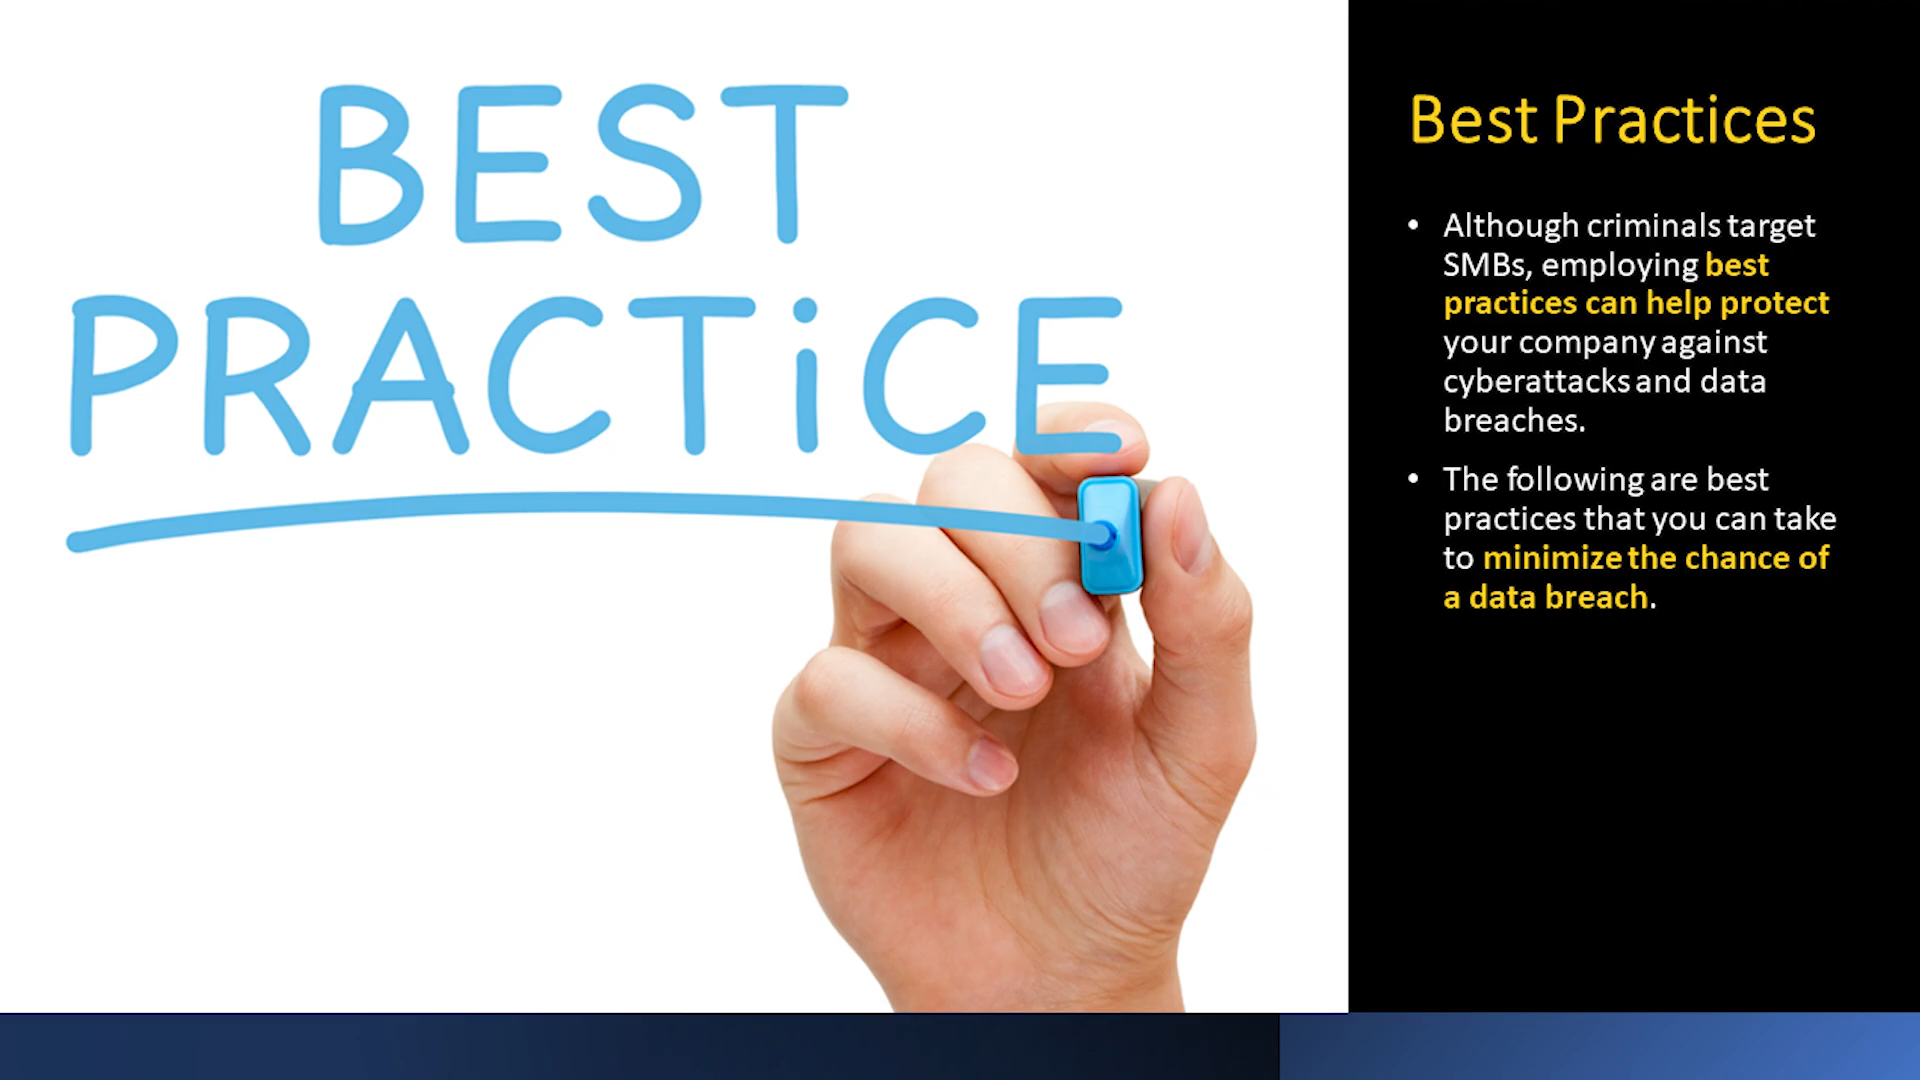 BEST
PRACTiCE
Best Practices
• Although criminals target
SMBs, employing best
practices can help protect
your company against
cyberattacks and data
breaches.
• The following are best
practices that you can take
to minimize the chance of
a data breach.